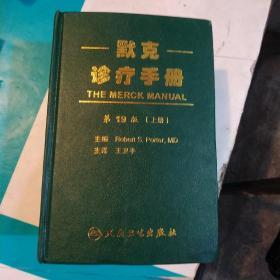 默克
诊疗手册
THE MERCK MANUAL
第19版（上册）
主编 Robert S. Porter, MD
主译 王卫平
人民卫生出版社